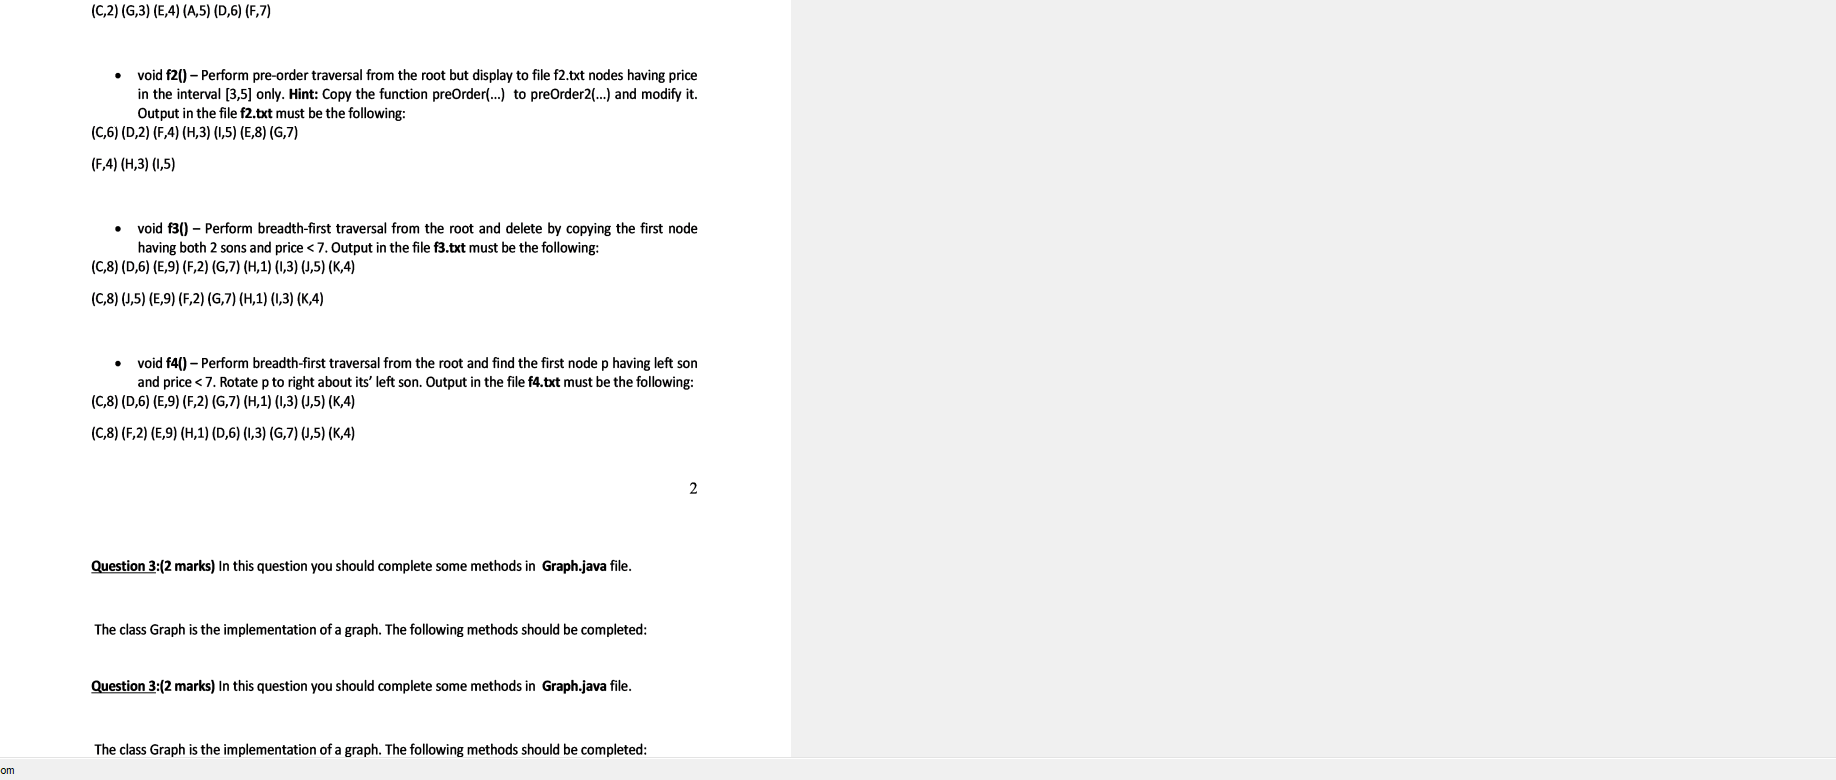 (C,2) (G,3) (E,4) (A,5) (D,6) (F,7)
• void f2() – Perform pre-order traversal from the root but display to file f2.txt nodes having price
in the interval [3,5] only. Hint: Copy the function preOrder(...) to preOrder2(...) and modify it.
Output in the file f2.txt must be the following:
(C,6) (D,2) (F,4) (H,3) (I,5) (E,8) (G,7)
(F,4) (H,3) (I,5)
• void f3() – Perform breadth-first traversal from the root and delete by copying the first node
having both 2 sons and price < 7. Output in the file f3.txt must be the following:
(C,8) (D,6) (E,9) (F,2) (G,7) (H,1) (I,3) (J,5) (K,4)
(C,8) (J,5) (E,9) (F,2) (G,7) (H,1) (I,3) (K,4)
• void f4() – Perform breadth-first traversal from the root and find the first node p having left son
and price < 7. Rotate p to right about its’ left son. Output in the file f4.txt must be the following:
(C,8) (D,6) (E,9) (F,2) (G,7) (H,1) (I,3) (J,5) (K,4)
(C,8) (F,2) (E,9) (H,1) (D,6) (I,3) (G,7) (J,5) (K,4)
2
Question 3:(2 marks) In this question you should complete some methods in Graph.java file.
The class Graph is the implementation of a graph. The following methods should be completed:
Question 3:(2 marks) In this question you should complete some methods in Graph.java file.
The class Graph is the implementation of a graph. The following methods should be completed:
om